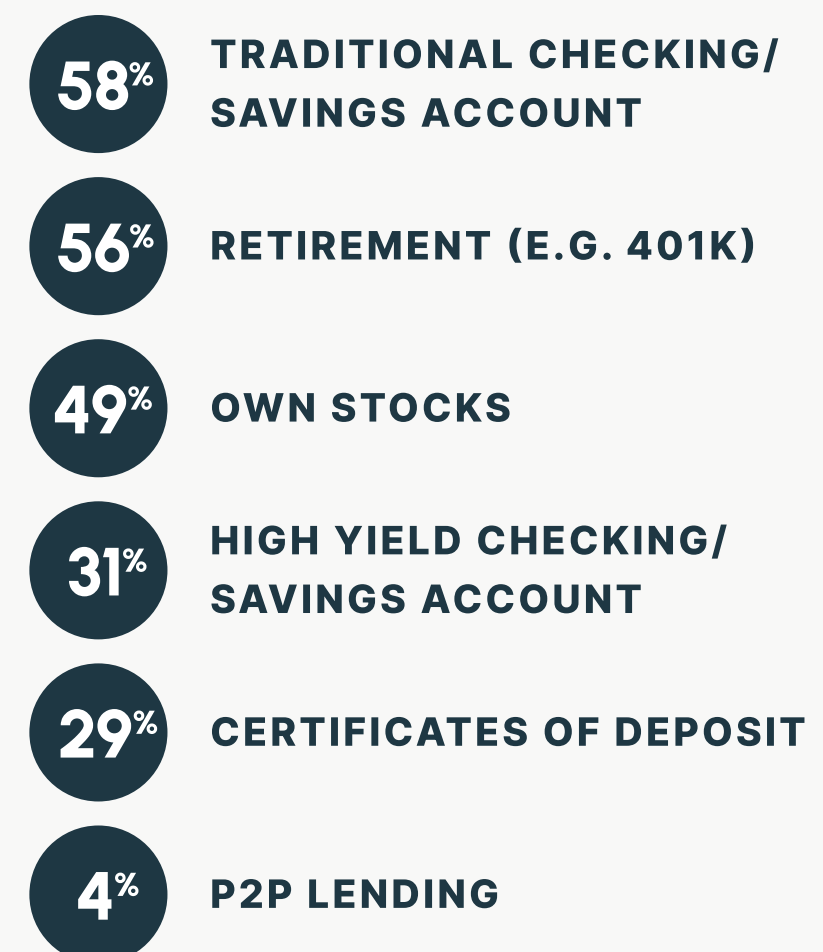 58%
TRADITIONAL CHECKING/
SAVINGS ACCOUNT
56%
RETIREMENT (E.G. 401K)
49%
OWN STOCKS
31%
HIGH YIELD CHECKING/
SAVINGS ACCOUNT
29%
CERTIFICATES OF DEPOSIT
4%
P2P LENDING